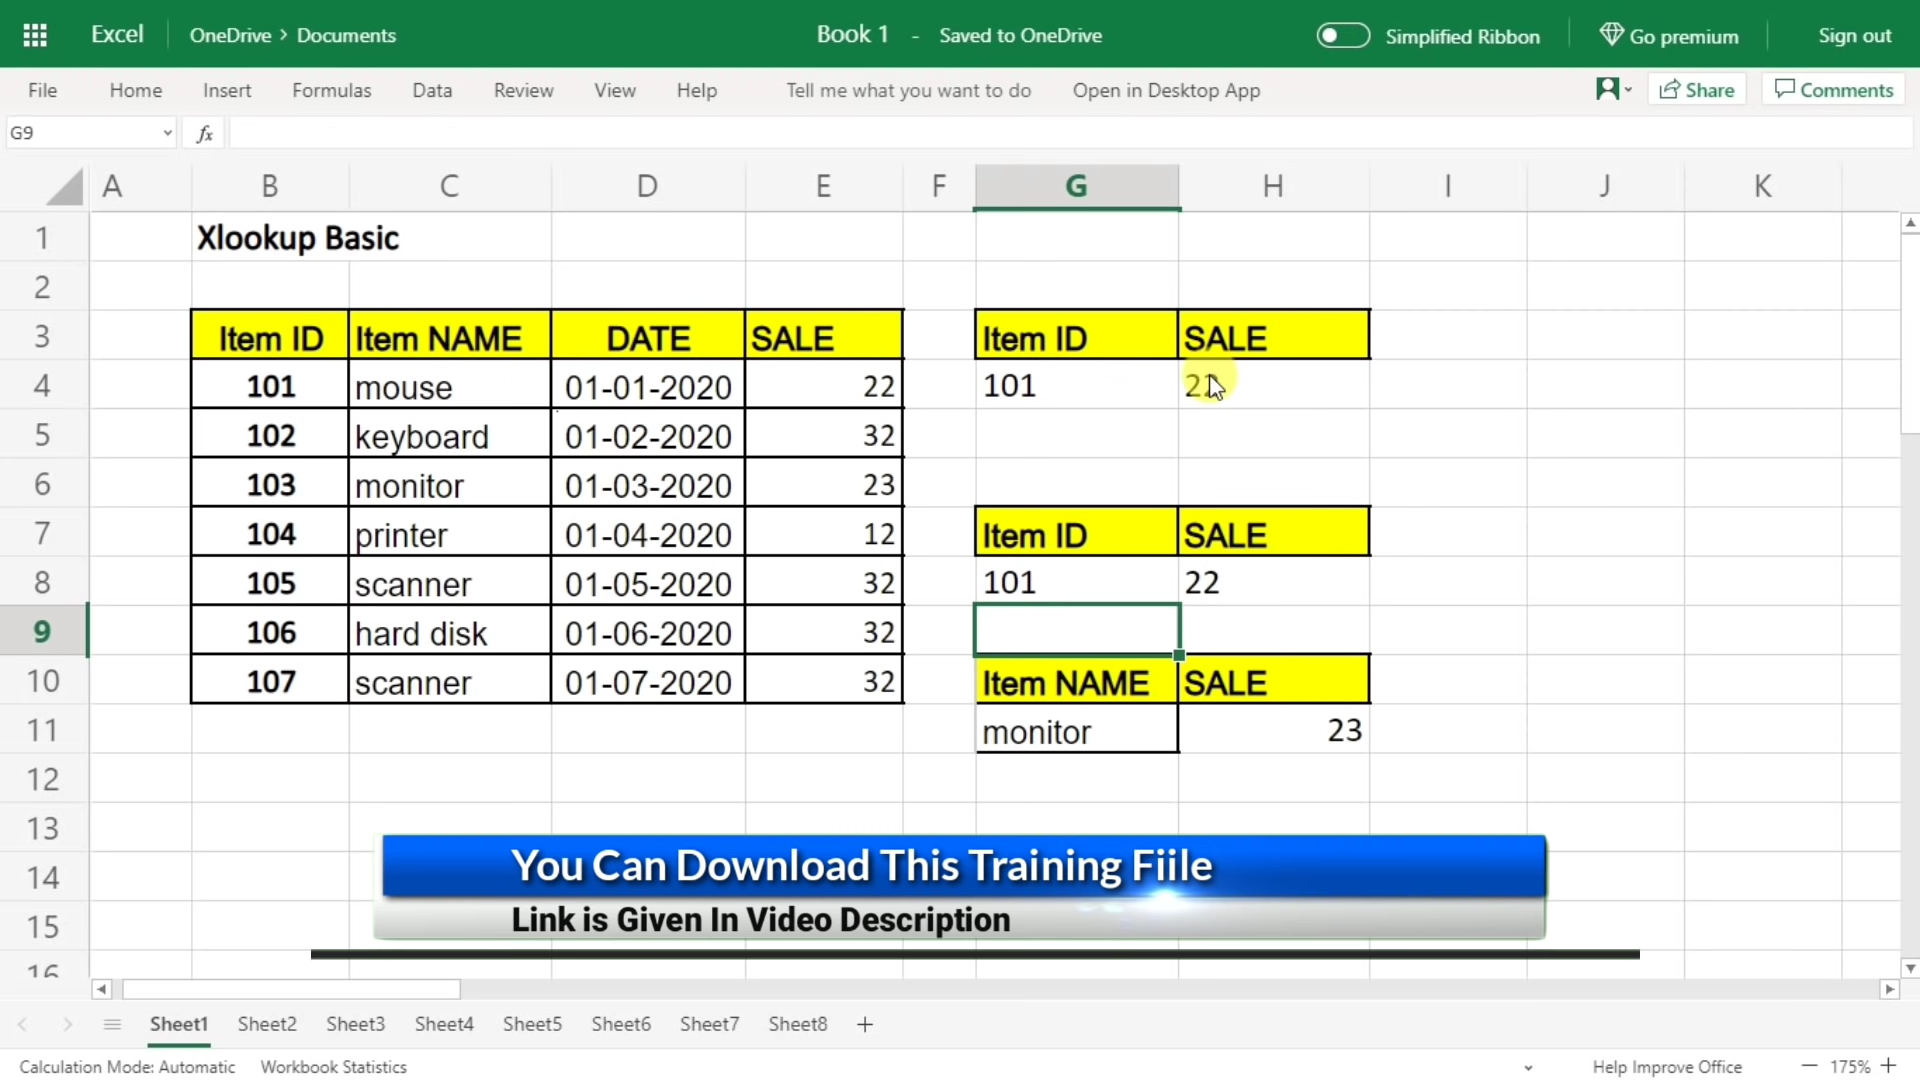 Excel OneDrive > Documents Book 1 - Saved to OneDrive Simplified Ribbon Go premium Sign out
File Home Insert Formulas Data Review View Help Tell me what you want to do Open in Desktop App Share Comments
G9 fx
A B C D E F G H I J K
1 Xlookup Basic
2
3 Item ID Item NAME DATE SALE Item ID SALE
4 101 mouse 01-01-2020 22 101 22
5 102 keyboard 01-02-2020 32
6 103 monitor 01-03-2020 23
7 104 printer 01-04-2020 12 Item ID SALE
8 105 scanner 01-05-2020 32 101 22
9 106 hard disk 01-06-2020 32
10 107 scanner 01-07-2020 32 Item NAME SALE
11 monitor 23
12
13
14
15
16
You Can Download This Training Fiile
Link is Given In Video Description
Sheet1 Sheet2 Sheet3 Sheet4 Sheet5 Sheet6 Sheet7 Sheet8
Calculation Mode: Automatic Workbook Statistics Help Improve Office 175%